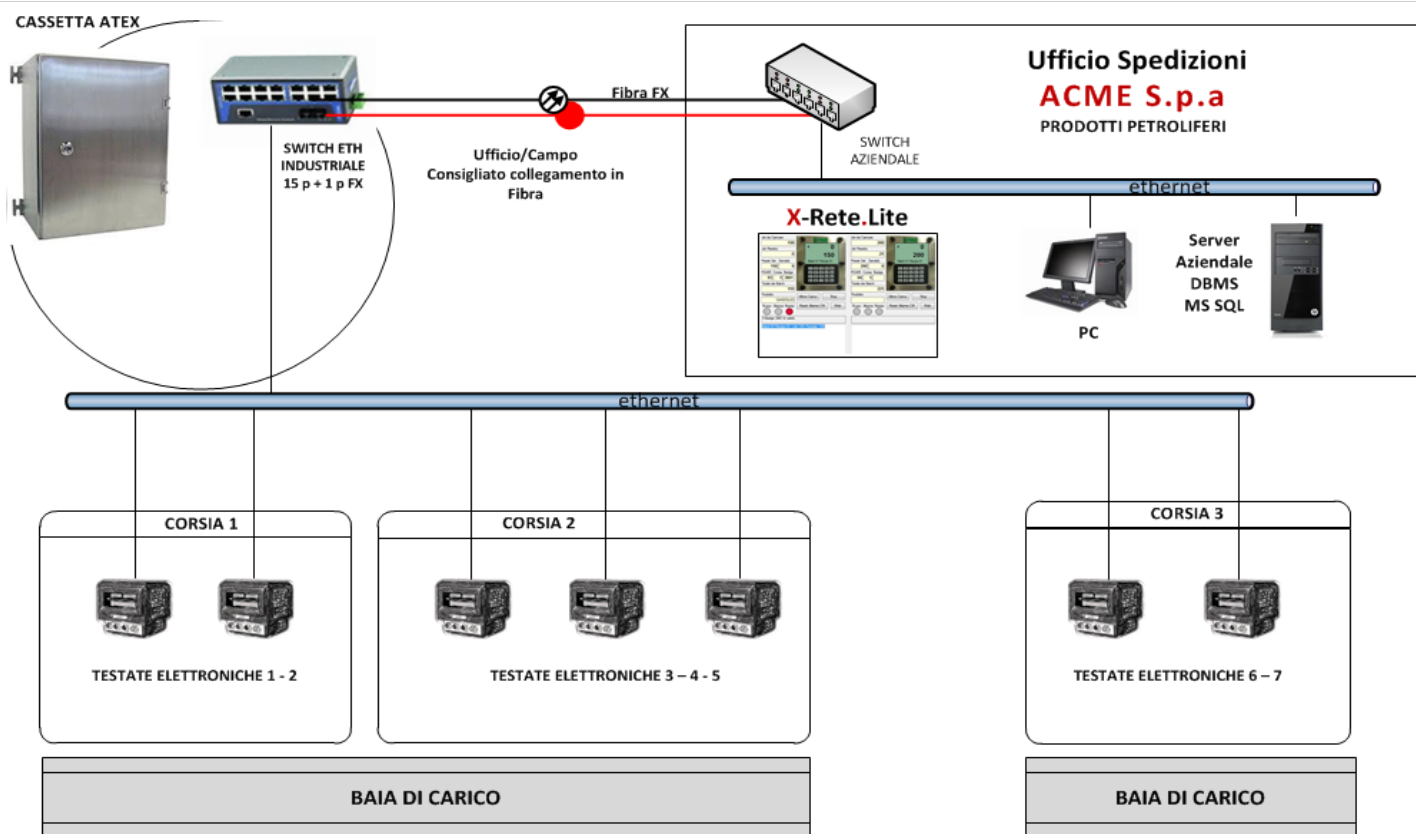 CASSETTA ATEX
SWITCH ETH
INDUSTRIALE
15 p + 1 p FX
Fibra FX
Ufficio/Campo
Consigliato collegamento in
Fibra
SWITCH
AZIENDALE
Ufficio Spedizioni
ACME S.p.a
PRODOTTI PETROLIFERI
ethernet
X-Rete.Lite
150
200
PC
Server
Aziendale
DBMS
MS SQL
ethernet
CORSIA 1
CORSIA 2
CORSIA 3
TESTATE ELETTRONICHE 1 - 2
TESTATE ELETTRONICHE 3 – 4 - 5
TESTATE ELETTRONICHE 6 – 7
BAIA DI CARICO
BAIA DI CARICO